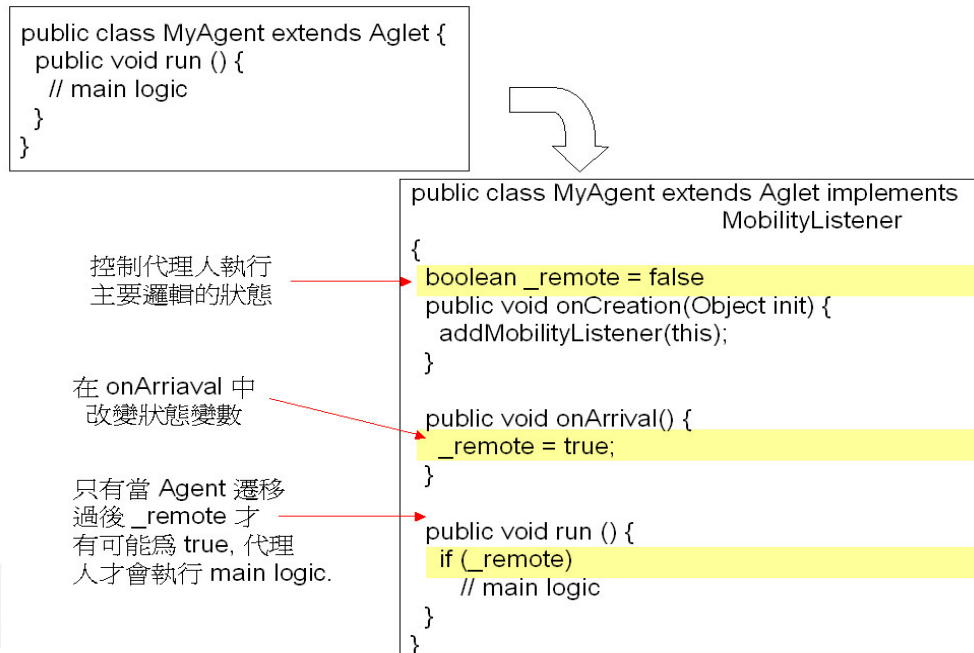 public class MyAgent extends Aglet {
public void run () {
// main logic
}
}
public class MyAgent extends Aglet implements
MobilityListener
{
boolean _remote = false
public void onCreation(Object init) {
addMobilityListener(this);
}
public void onArrival() {
_remote = true;
}
public void run () {
if (_remote)
// main logic
}
}
控制代理人執行
主要邏輯的狀態
在 onArriaval 中
改變狀態變數
只有當 Agent 遷移
過後 _remote 才
有可能為 true, 代理
人才會執行 main logic.